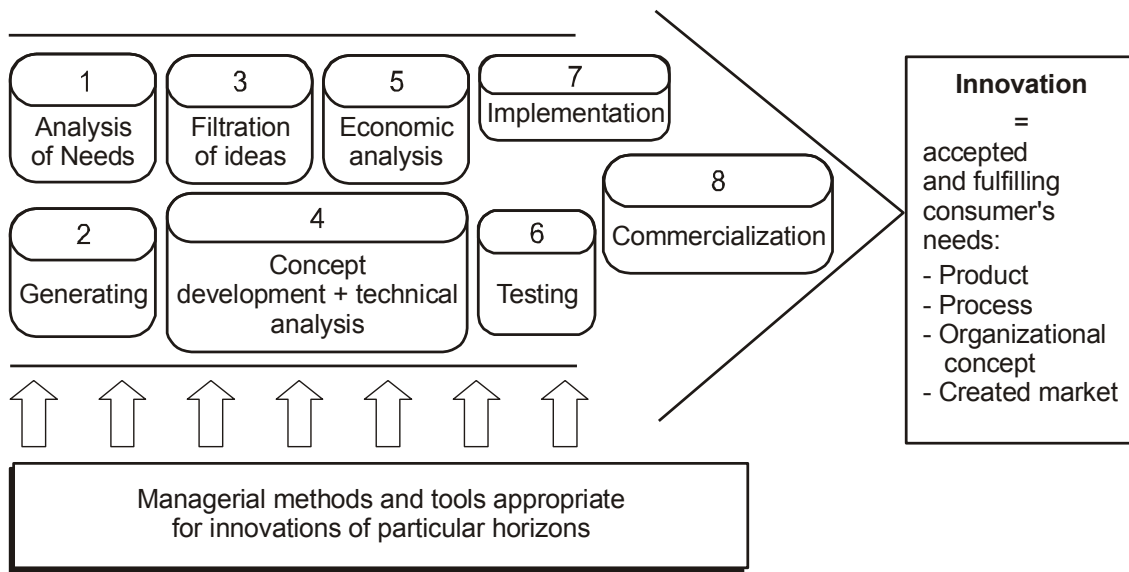 1
Analysis
of Needs
2
Generating
3
Filtration
of ideas
4
Concept
development + technical
analysis
5
Economic
analysis
6
Testing
7
Implementation
8
Commercialization
Innovation
=
accepted
and fulfilling
consumer's
needs:
- Product
- Process
- Organizational
concept
- Created market
Managerial methods and tools appropriate
for innovations of particular horizons